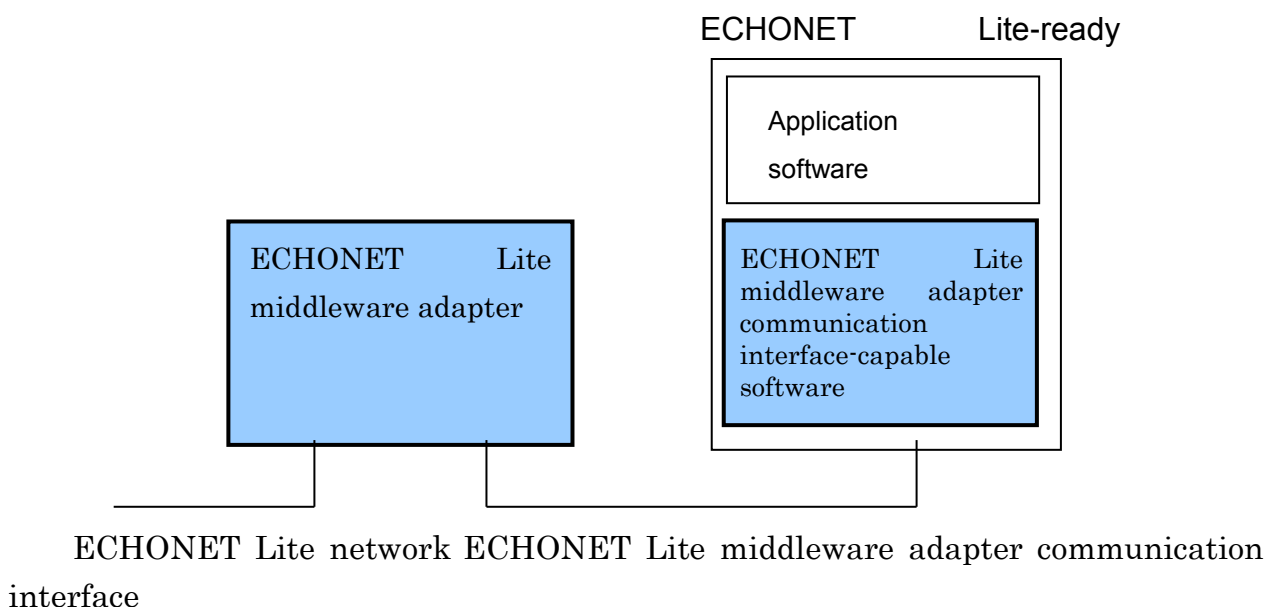 ECHONET Lite-ready
Application
software
ECHONET Lite
middleware adapter
ECHONET Lite
middleware adapter
communication
interface-capable
software
ECHONET Lite network ECHONET Lite middleware adapter communication
interface